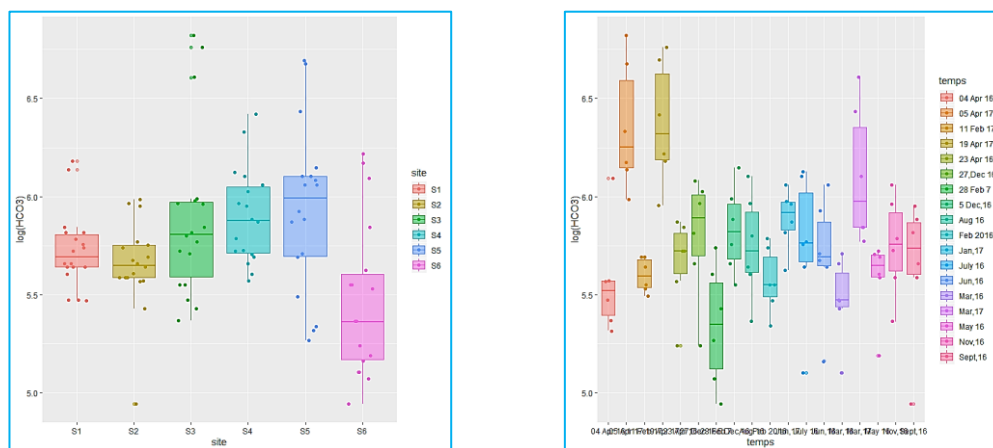 log(HCO3)
6.5
6.0
5.5
5.0
S1 S2 S3 S4 S5 S6
site
site
S1
S2
S3
S4
S5
S6
log(HCO3)
6.5
6.0
5.5
5.0
temps
temps
04 Apr 16
05 Apr 17
11 Feb 17
19 Apr 17
23 Apr 16
27,Dec 16
28 Feb 7
5 Dec,16
Aug 16
Feb 2016
Jan,17
July 16
Jun,16
Mar,16
Mar,17
May 16
Nov,16
Sept,16